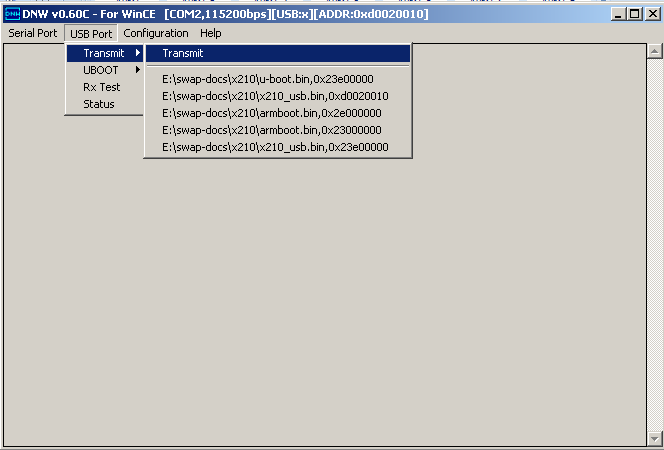 DNW v0.60C - For WinCE [COM2,115200bps][USB:x][ADDR:0xd0020010]
Serial Port USB Port Configuration Help
Transmit
UBOOT
Rx Test
Status
Transmit
E:\swap-docs\x210\u-boot.bin,0x23e00000
E:\swap-docs\x210\x210_usb.bin,0xd0020010
E:\swap-docs\x210\armboot.bin,0x2e000000
E:\swap-docs\x210\armboot.bin,0x23000000
E:\swap-docs\x210\x210_usb.bin,0x23e00000